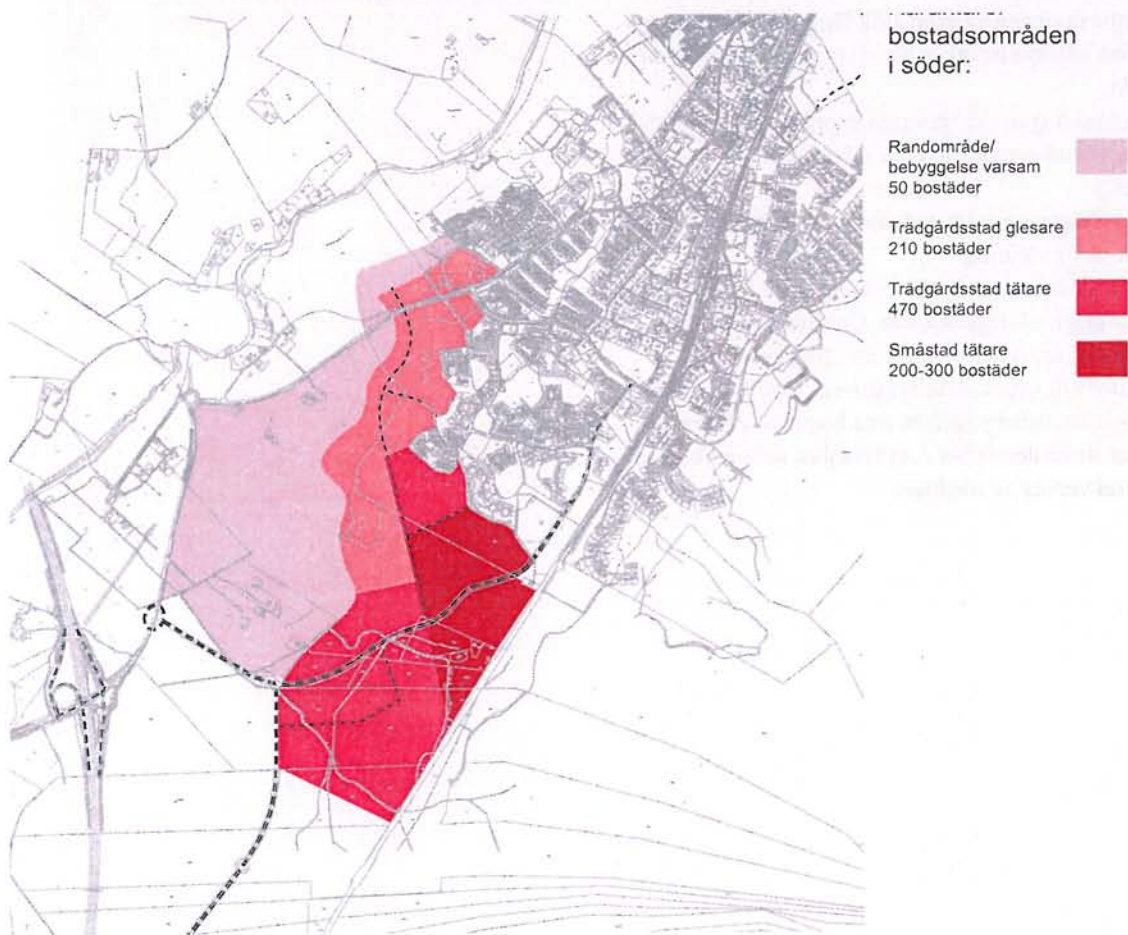 bostadsområden
i söder:
Randområde/
bebyggelse varsam
50 bostäder
Trädgårdsstad glesare
210 bostäder
Trädgårdsstad tätare
470 bostäder
Småstad tätare
200-300 bostäder